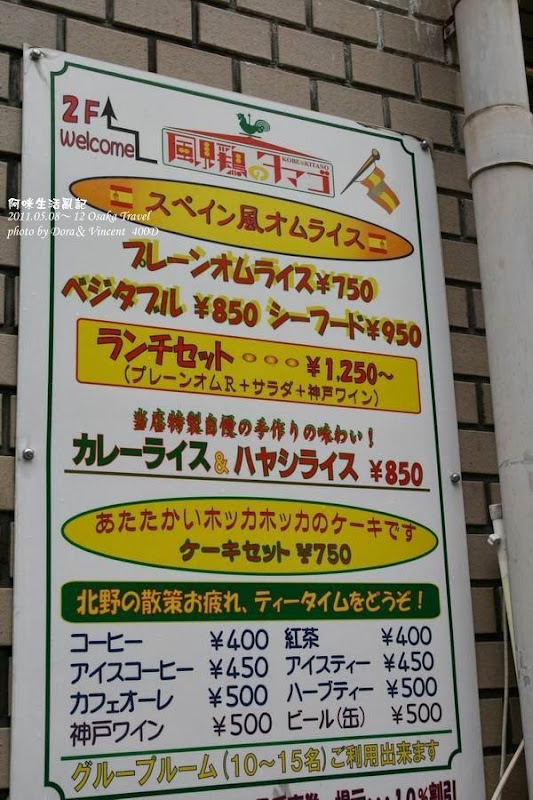 2F
Welcome
風見鶏のタマゴ
KOBE☆KITANO
阿咪生活亂記
2011.05.08～12 Osaka Travel
photo by Dora & Vincent 400D
スペイン風オムライス
プレーンオムライス¥750
ベジタブル ¥850 シーフード¥950
ランチセット・・・¥1,250〜
(プレーンオムR+サラダ+神戸ワイン)
当店特製自慢の手作りの味わい!
カレーライス&ハヤシライス ¥850
あたたかいホッカホッカのケーキです
ケーキセット ¥750
北野の散策お疲れ、ティータイムをどうぞ!
コーヒー ¥400 紅茶 ¥400
アイスコーヒー ¥450 アイスティー ¥450
カフェオーレ ¥500 ハーブティー ¥500
神戸ワイン ¥500 ビール(缶) ¥500
グループルーム(10〜15名)ご利用出来ます
10%割引